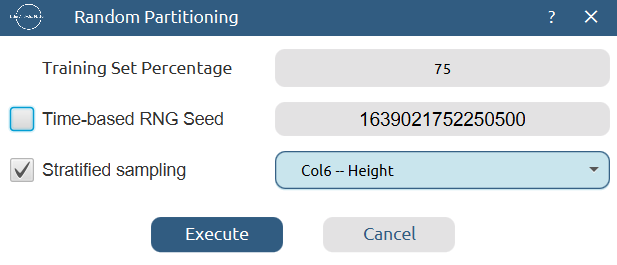 Random Partitioning ? ×
Training Set Percentage 75
Time-based RNG Seed 1639021752250500
Stratified sampling Col6 -- Height
Execute Cancel